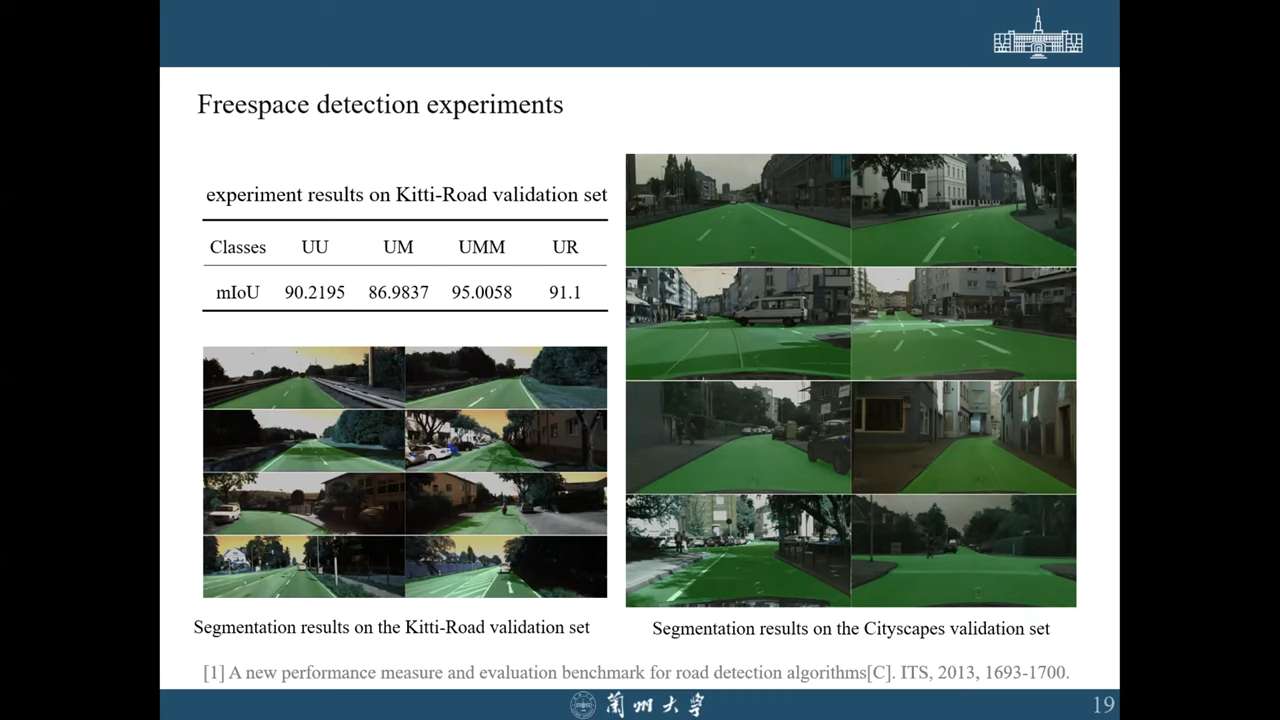 Freespace detection experiments
experiment results on Kitti-Road validation set
Classes UU UM UMM UR
mIoU 90.2195 86.9837 95.0058 91.1
Segmentation results on the Kitti-Road validation set
Segmentation results on the Cityscapes validation set
[1] A new performance measure and evaluation benchmark for road detection algorithms[C]. ITS, 2013, 1693-1700.
兰州大学
19